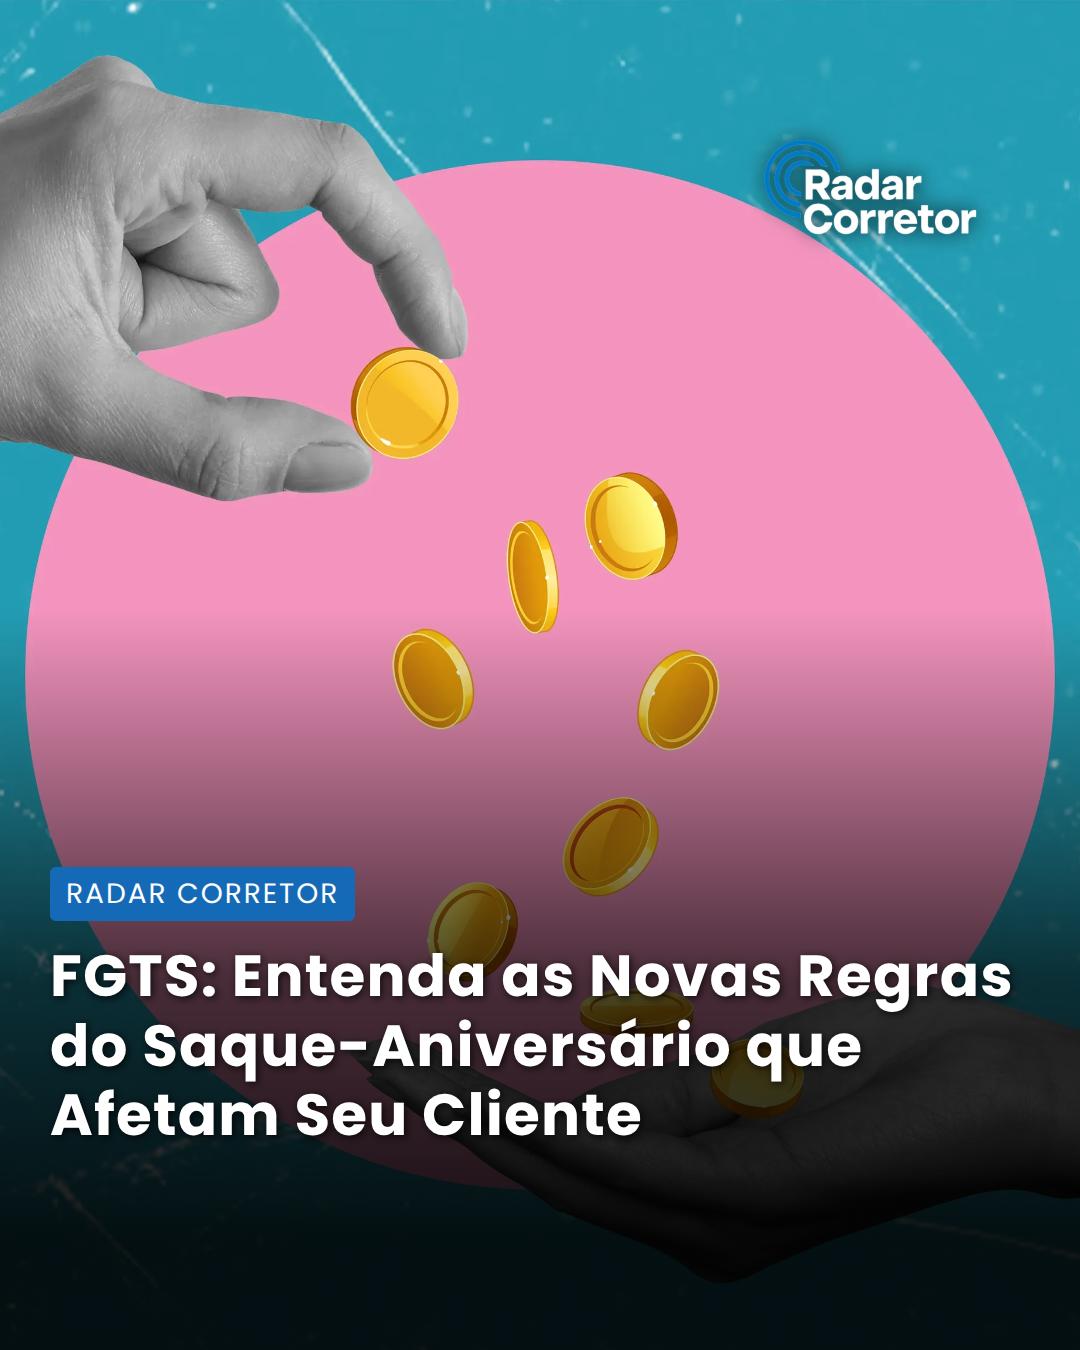 Radar
Corretor
RADAR CORRETOR
FGTS: Entenda as Novas Regras
do Saque-Aniversário que
Afetam Seu Cliente